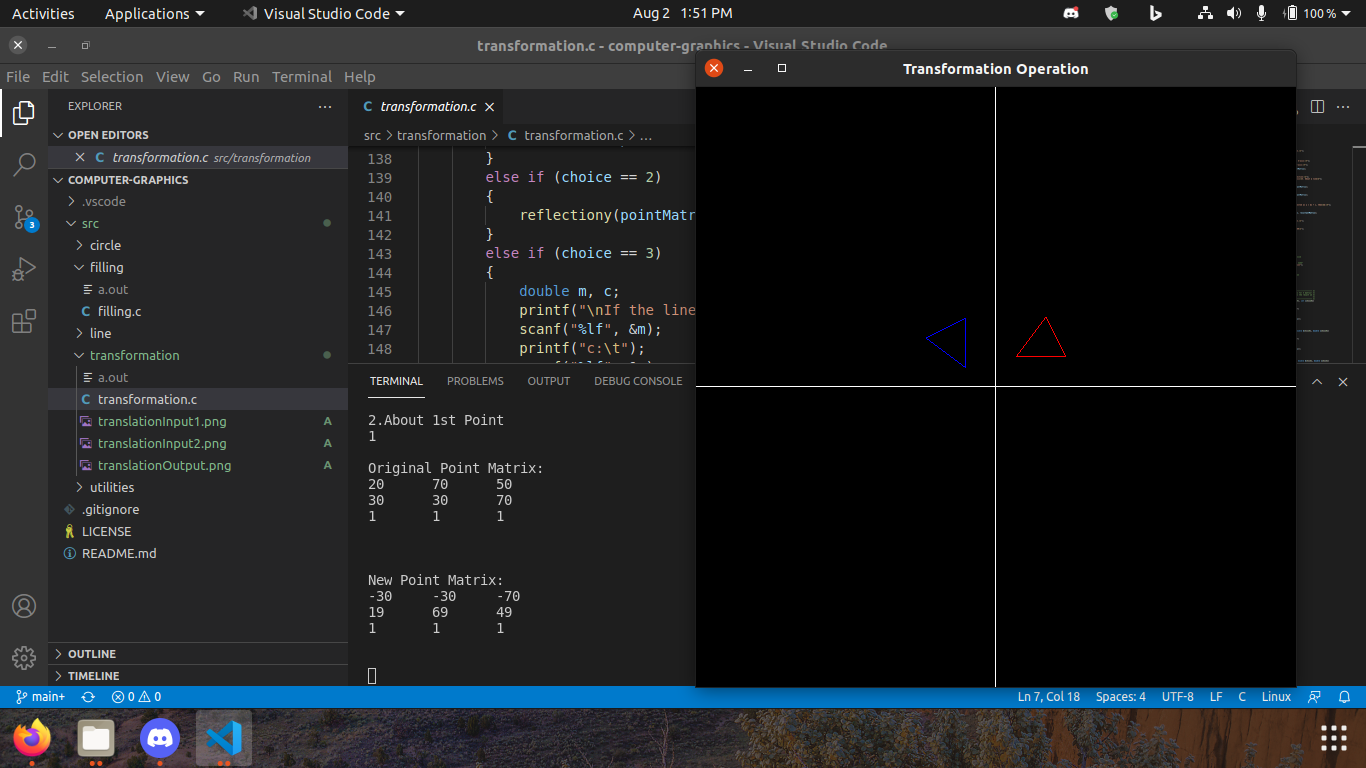 Activities Applications Visual Studio Code Aug 2 1:51 PM 100 %
transformation.c - computer-graphics - Visual Studio Code
File Edit Selection View Go Run Terminal Help
Transformation Operation
EXPLORER
OPEN EDITORS
transformation.c src/transformation
COMPUTER-GRAPHICS
.vscode
src
circle
filling
a.out
C filling.c
line
transformation
a.out
C transformation.c
translationInput1.png A
translationInput2.png A
translationOutput.png A
utilities
.gitignore
LICENSE
README.md
OUTLINE
TIMELINE
3
C transformation.c
src > transformation > C transformation.c > ...
138 }
139 else if (choice == 2)
140 {
141 reflectiony(pointMatr
142 }
143 else if (choice == 3)
144 {
145 double m, c;
146 printf("\nIf the line
147 scanf("%lf", &m);
148 printf("c:\t");
TERMINAL PROBLEMS OUTPUT DEBUG CONSOLE
2.About 1st Point
1
Original Point Matrix:
20 70 50
30 30 70
1 1 1
New Point Matrix:
-30 -30 -70
19 69 49
1 1 1
main+ 0 0 Ln 7, Col 18 Spaces: 4 UTF-8 LF C Linux